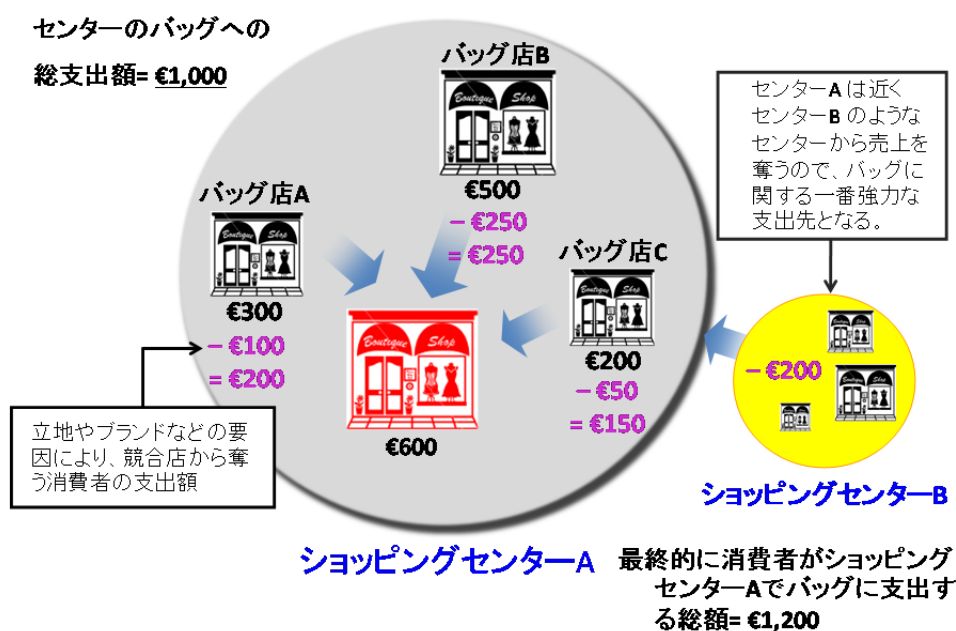 センターのバッグへの
総支出額= €1,000
バッグ店B
Boutique Shop
€500
– €250
= €250
バッグ店A
Boutique Shop
€300
– €100
= €200
バッグ店C
Boutique Shop
€200
– €50
= €150
Boutique Shop
€600
センターAは近く
センターBのような
センターから売上を
奪うので、バッグに
関する一番強力な
支出先となる。
– €200
立地やブランドなどの要
因により、競合店から奪
う消費者の支出額
ショッピングセンターB
ショッピングセンターA
最終的に消費者がショッピング
センターAでバッグに支出す
る総額= €1,200